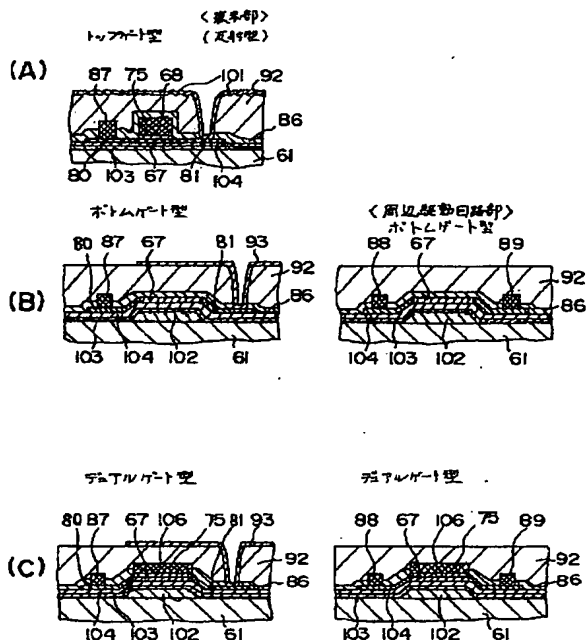 〈表示部〉
トップゲート型 (反射型)
(A)
87 75 68 101 92
86
61
80 103 67 81 104
ボトムゲート型
〈周辺駆動回路部〉
ボトムゲート型
(B)
80 87 67 81 93
92
86
103 104 102 61
88 67 89
92
86
104 103 102 61
デュアルゲート型
デュアルゲート型
(C)
80 87 67 106 75 81 93
92
86
104 103 102 61
88 67 106 75 89
92
86
103 104 102 61